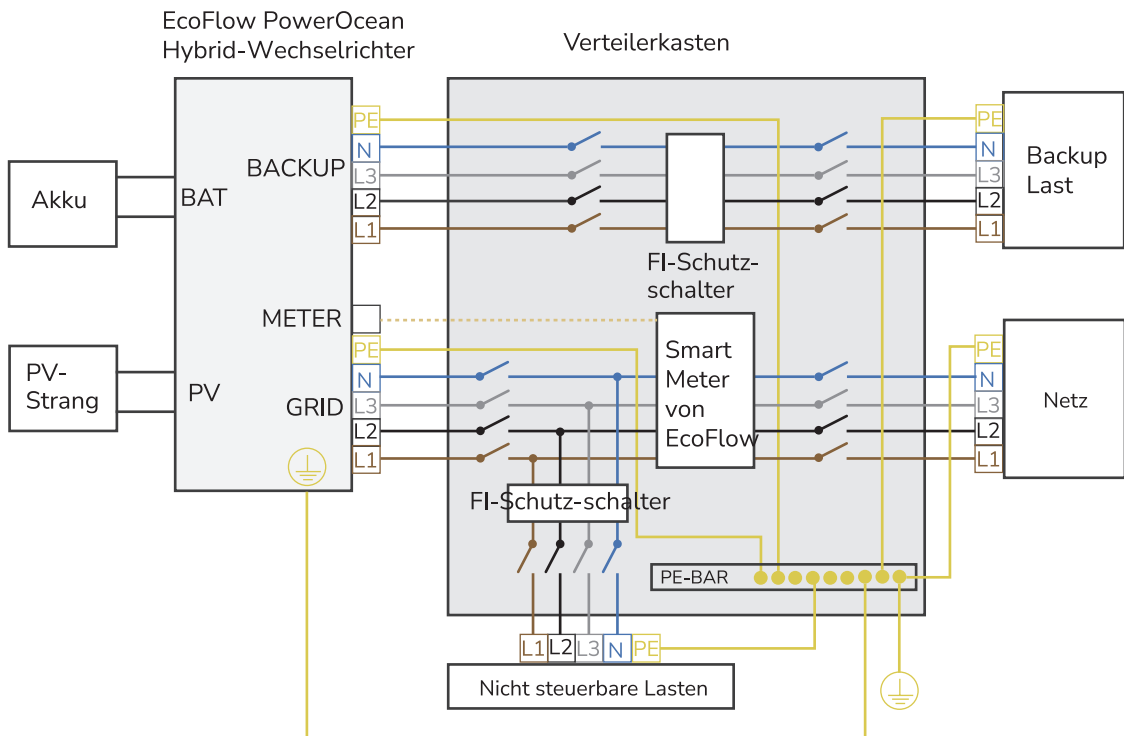 EcoFlow PowerOcean
Hybrid-Wechselrichter
Verteilerkasten
Akku
BAT
PV-
Strang
PV
BACKUP
PE
N
L3
L2
L1
METER
GRID
PE
N
L3
L2
L1
FI-Schutz-
schalter
Smart
Meter
von
EcoFlow
FI-Schutz-schalter
PE-BAR
PE
N
L3
L2
L1
Backup
Last
PE
N
L3
L2
L1
Netz
L1 L2 L3 N PE
Nicht steuerbare Lasten